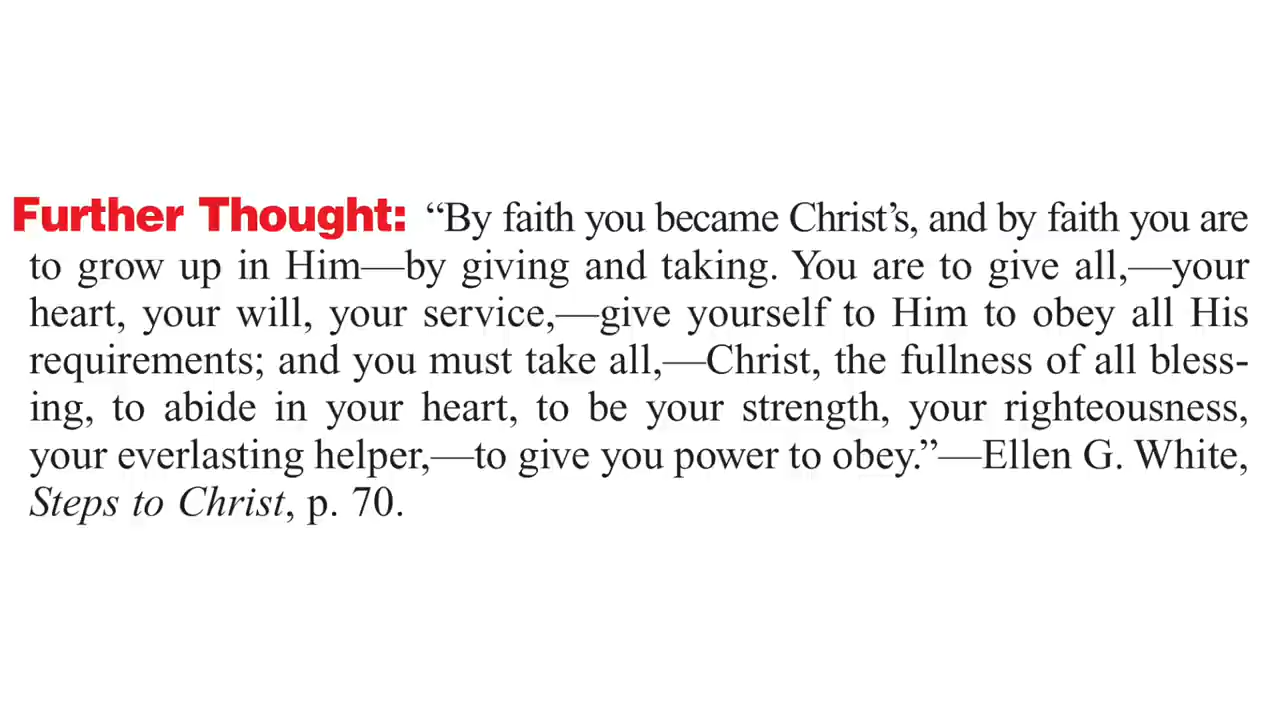 Further Thought: “By faith you became Christ’s, and by faith you are
to grow up in Him—by giving and taking. You are to give all,—your
heart, your will, your service,—give yourself to Him to obey all His
requirements; and you must take all,—Christ, the fullness of all bless-
ing, to abide in your heart, to be your strength, your righteousness,
your everlasting helper,—to give you power to obey.”—Ellen G. White,
Steps to Christ, p. 70.